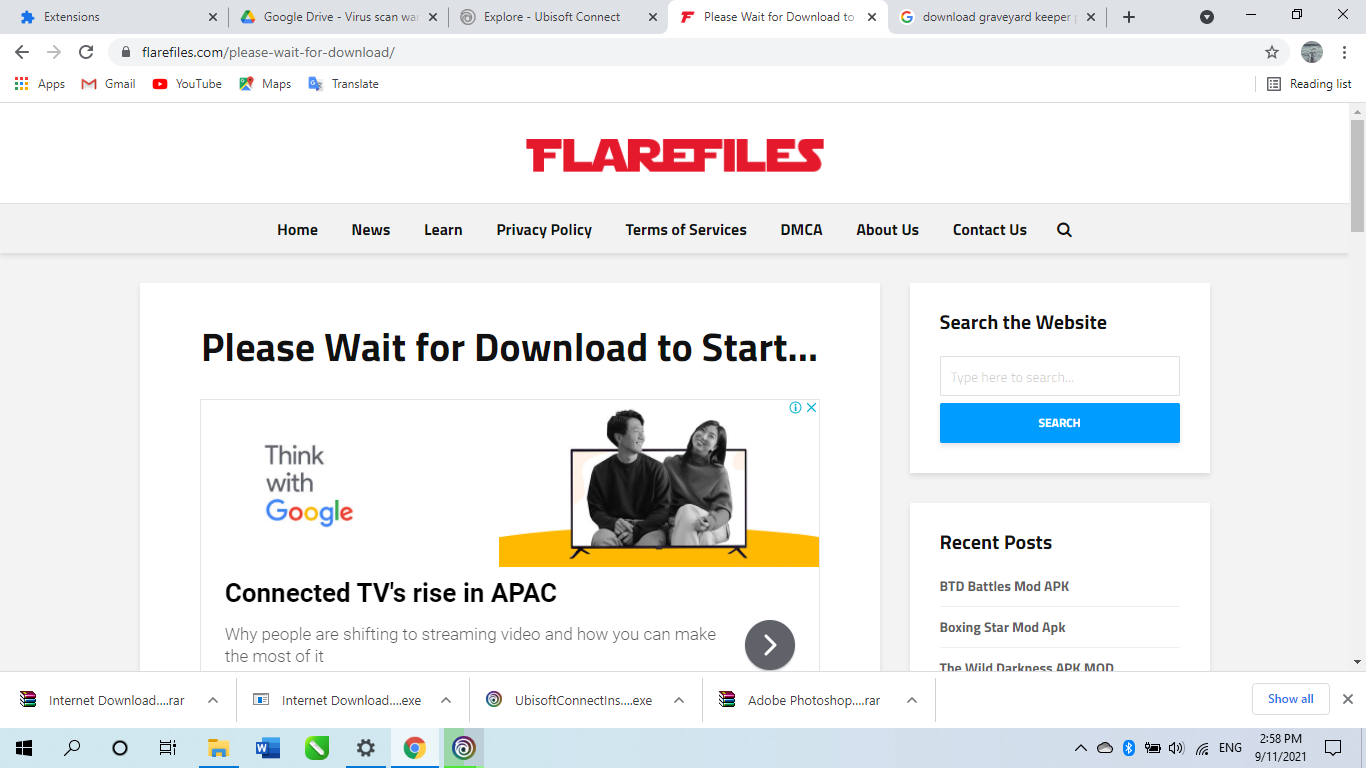 Extensions
Google Drive - Virus scan wa
Explore - Ubisoft Connect
Please Wait for Download to
download graveyard keeper
flarefiles.com/please-wait-for-download/
Apps
Gmail
YouTube
Maps
Translate
Reading list
FLAREFILES
Home
News
Learn
Privacy Policy
Terms of Services
DMCA
About Us
Contact Us
Please Wait for Download to Start...
Think
with
Google
Connected TV's rise in APAC
Why people are shifting to streaming video and how you can make
the most of it
Search the Website
Type here to search...
SEARCH
Recent Posts
BTD Battles Mod APK
Boxing Star Mod Apk
The Wild Darkness APK MOD
Internet Download....rar
Internet Download....exe
UbisoftConnectIns....exe
Adobe Photoshop....rar
Show all
ENG
2:58 PM
9/11/2021